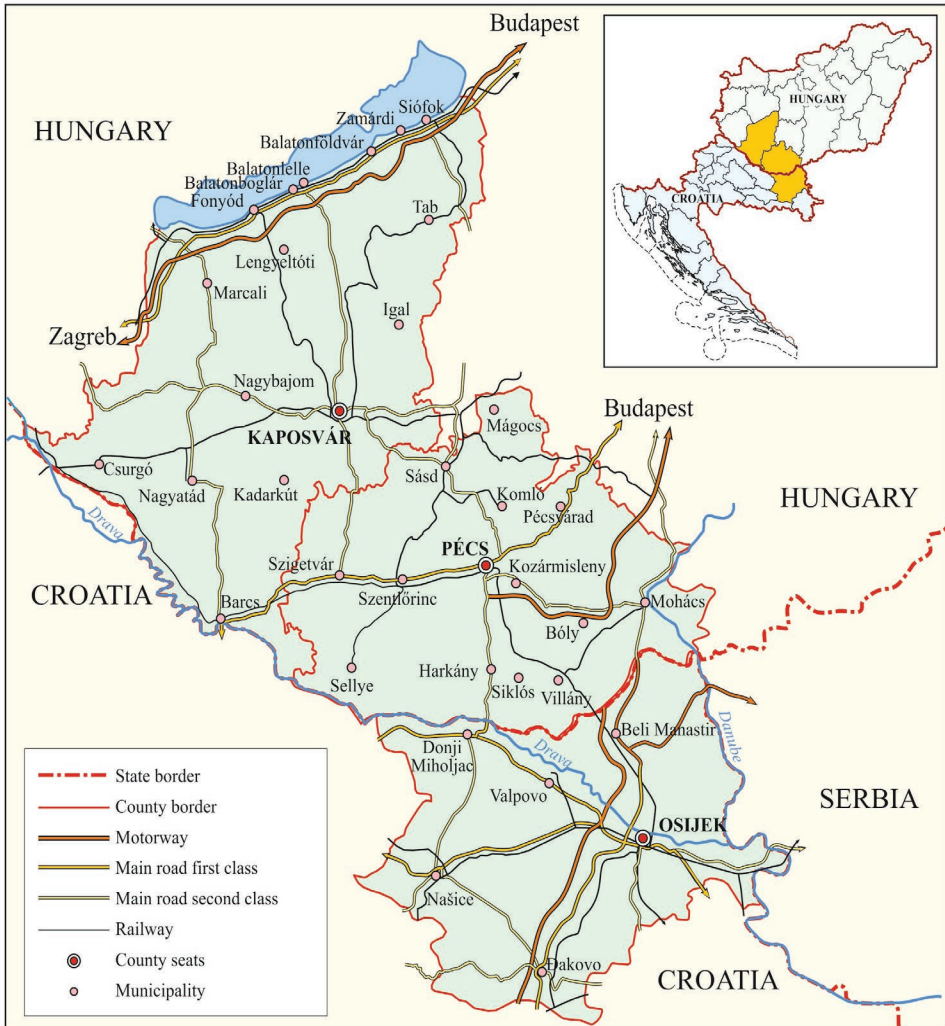 Budapest
HUNGARY
Siófok
Zamárdi
Balatonföldvár
Balatonlelle
Balatonboglár
Fonyód
Tab
Lengyeltóti
Marcali
Igal
Zagreb
Nagybajom
KAPOSVÁR
HUNGARY
CROATIA
Budapest
Mágocs
Csurgó
Nagyatád
Kadarkút
Sásd
Komló
Pécsvárad
HUNGARY
Drava
PÉCS
Szigetvár
Szentlőrinc
Kozármisleny
CROATIA
Barcs
Mohács
Bóly
Sellye
Harkány
Siklós
Villány
Donji
Miholjac
Drava
Beli Manastir
Danube
Valpovo
SERBIA
OSIJEK
Našice
Đakovo
CROATIA
State border
County border
Motorway
Main road first class
Main road second class
Railway
County seats
Municipality